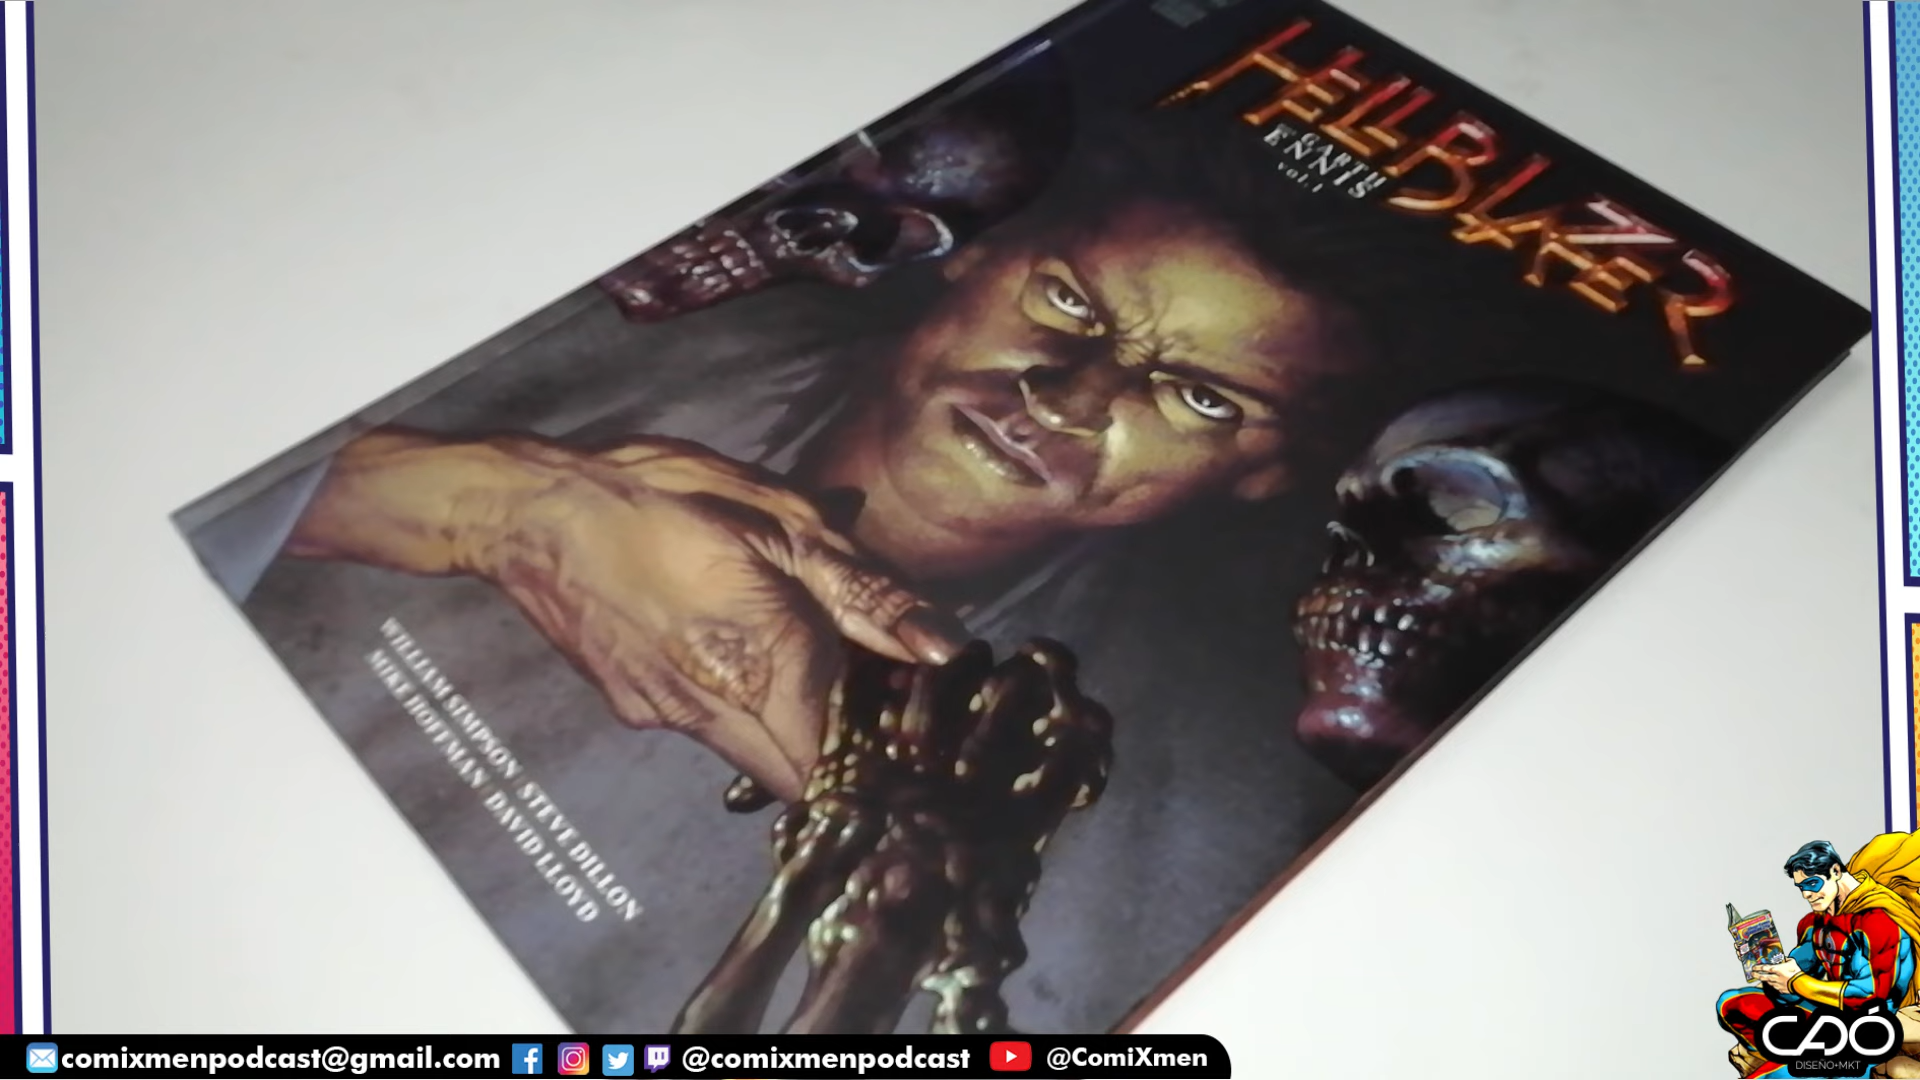 HELLBLAZER
GARTH
ENNIS
VOL.1
WILLIAM SIMPSON STEVE DILLON
MIKE HOFFMAN DAVID LLOYD
comixmenpodcast@gmail.com @comixmenpodcast @ComiXmen
CADÓ
DISEÑO+MKT